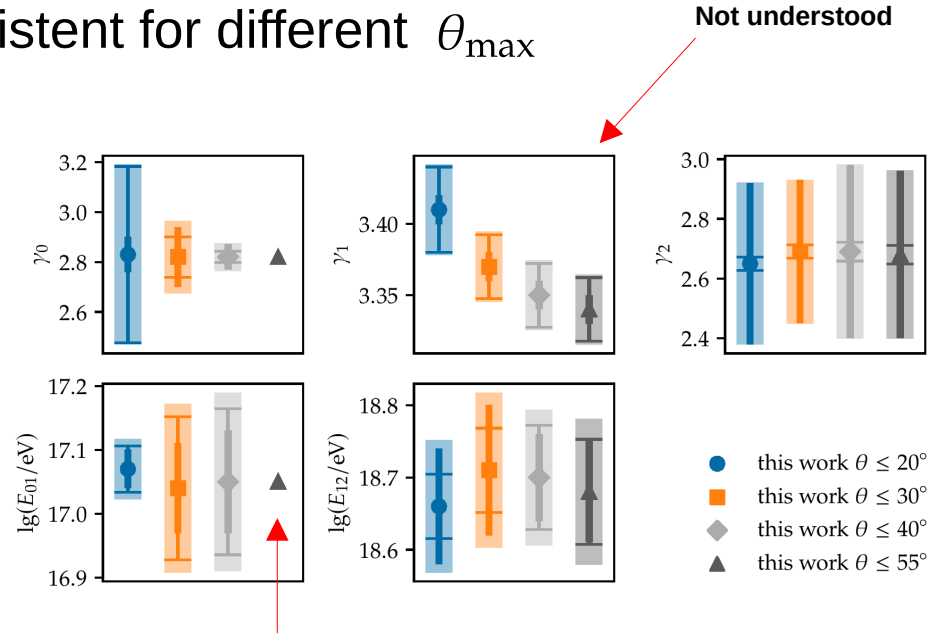 istent for different θmax
Not understood
3.2
3.0
2.8
2.6
γ0
3.40
3.35
γ1
3.0
2.8
2.6
2.4
γ2
17.2
17.1
17.0
16.9
lg(E01/eV)
18.8
18.7
18.6
lg(E12/eV)
this work θ ≤ 20°
this work θ ≤ 30°
this work θ ≤ 40°
this work θ ≤ 55°